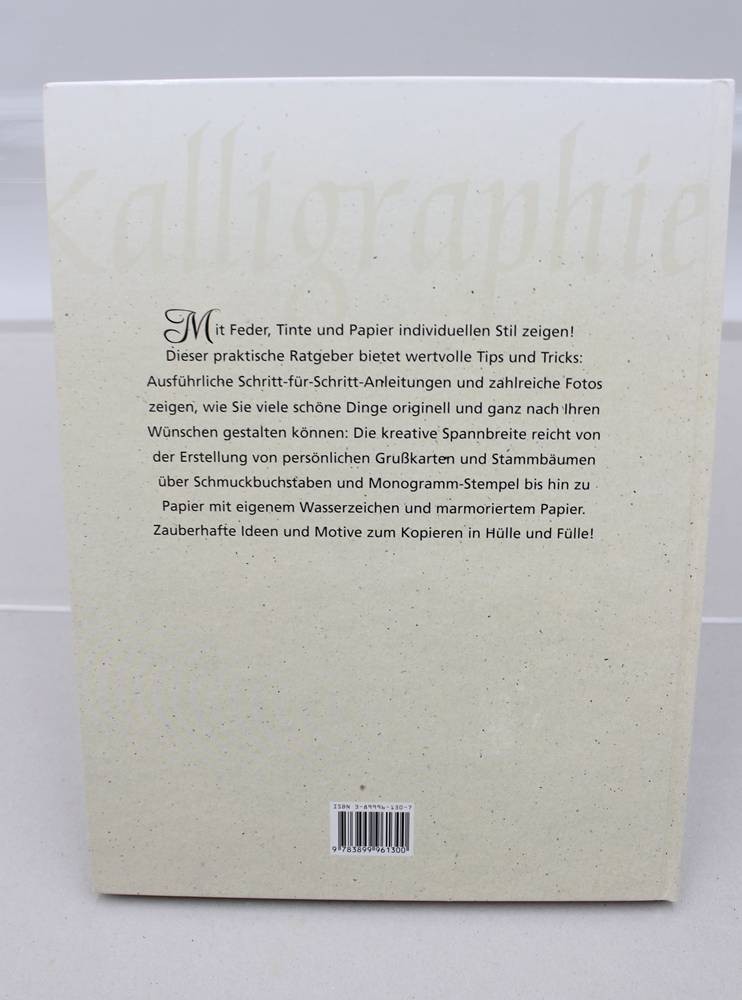 Kalligraphie
Mit Feder, Tinte und Papier individuellen Stil zeigen!
Dieser praktische Ratgeber bietet wertvolle Tips und Tricks:
Ausführliche Schritt-für-Schritt-Anleitungen und zahlreiche Fotos
zeigen, wie Sie viele schöne Dinge originell und ganz nach Ihren
Wünschen gestalten können: Die kreative Spannbreite reicht von
der Erstellung von persönlichen Grußkarten und Stammbäumen
über Schmuckbuchstaben und Monogramm-Stempel bis hin zu
Papier mit eigenem Wasserzeichen und marmoriertem Papier.
Zauberhafte Ideen und Motive zum Kopieren in Hülle und Fülle!
ISBN 3-89996-130-7
9 783899 961300